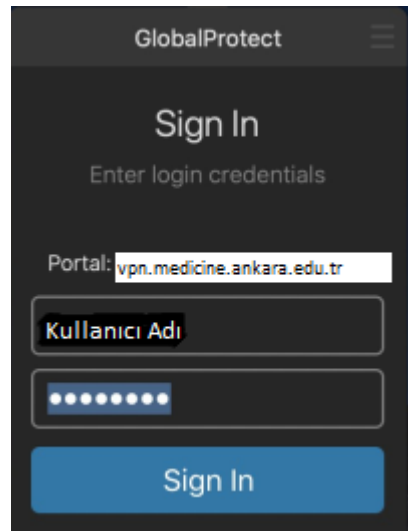 GlobalProtect
Sign In
Enter login credentials
Portal: vpn.medicine.ankara.edu.tr
Kullanıcı Adı
••••••••
Sign In